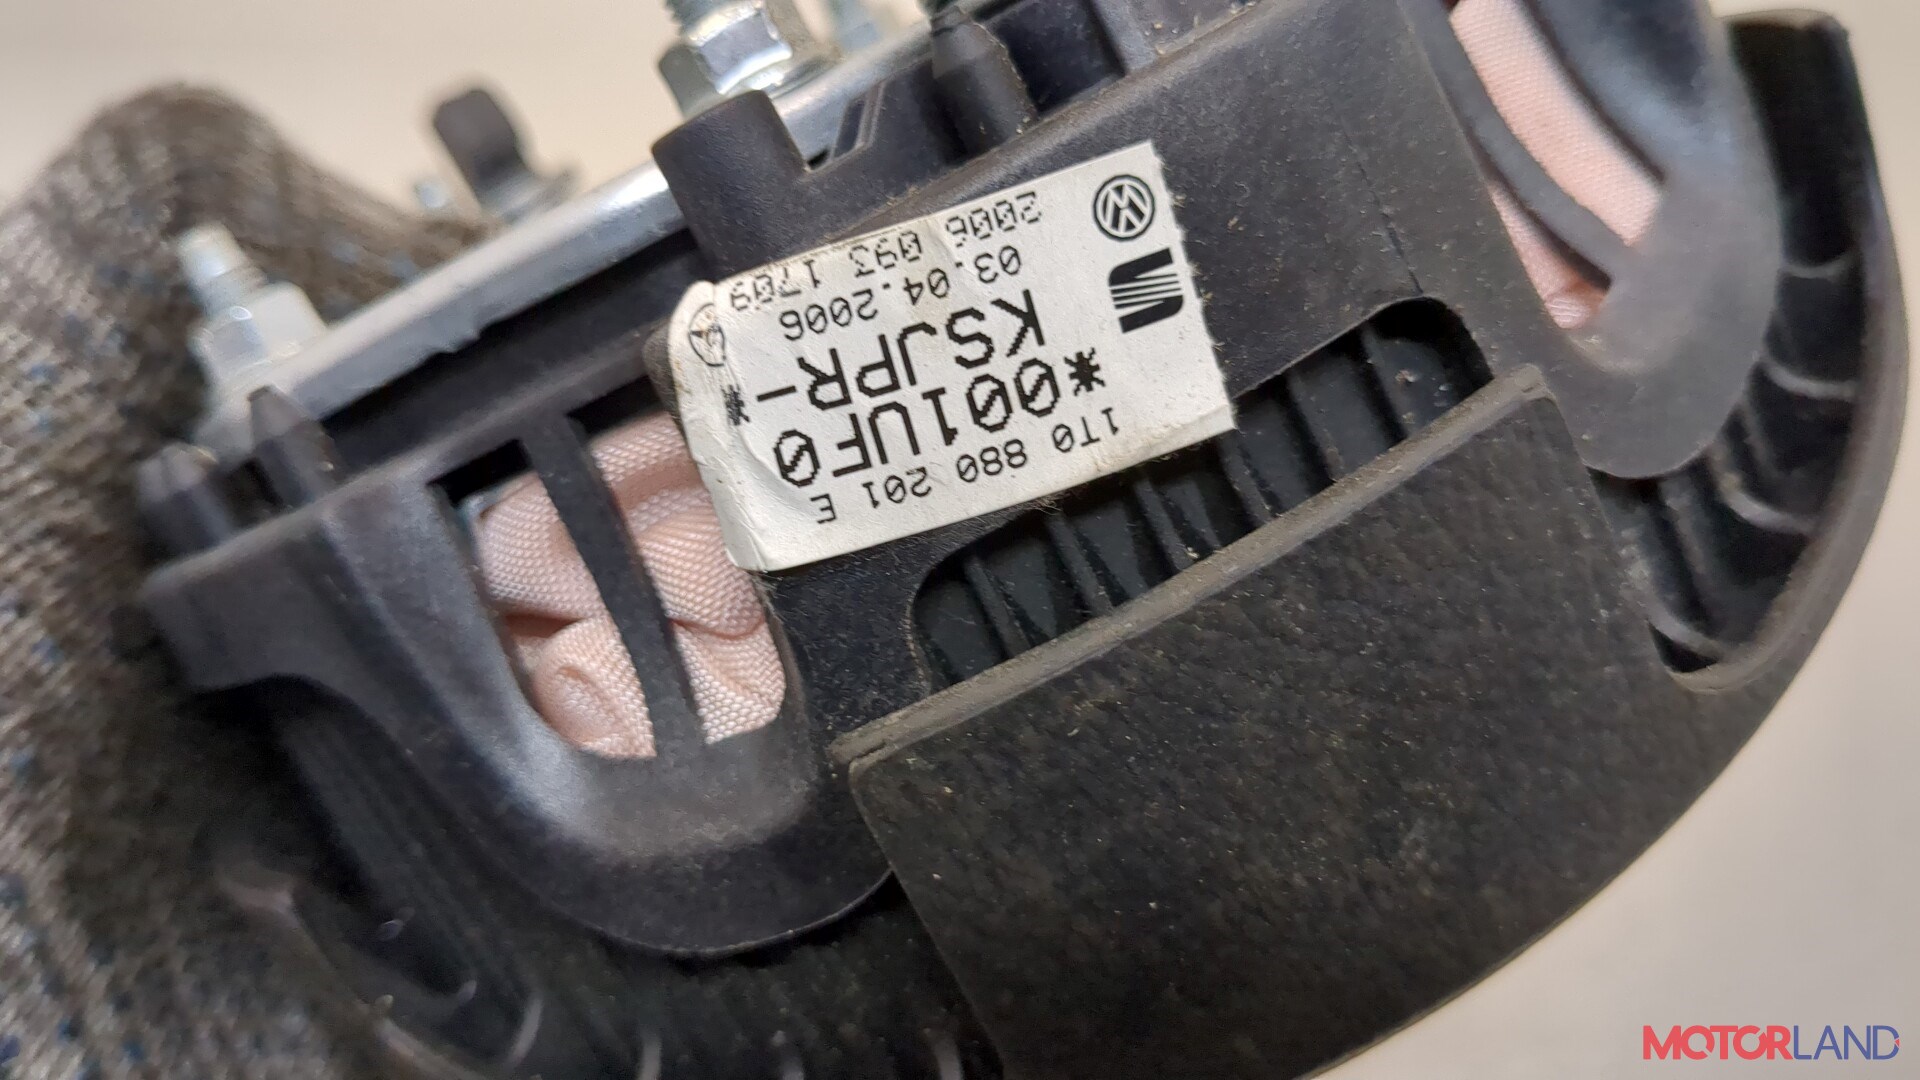 1T0 880 201 E
*001UF0
KSJPR- *
03.04.2006
2006 093 1709
MOTORLAND